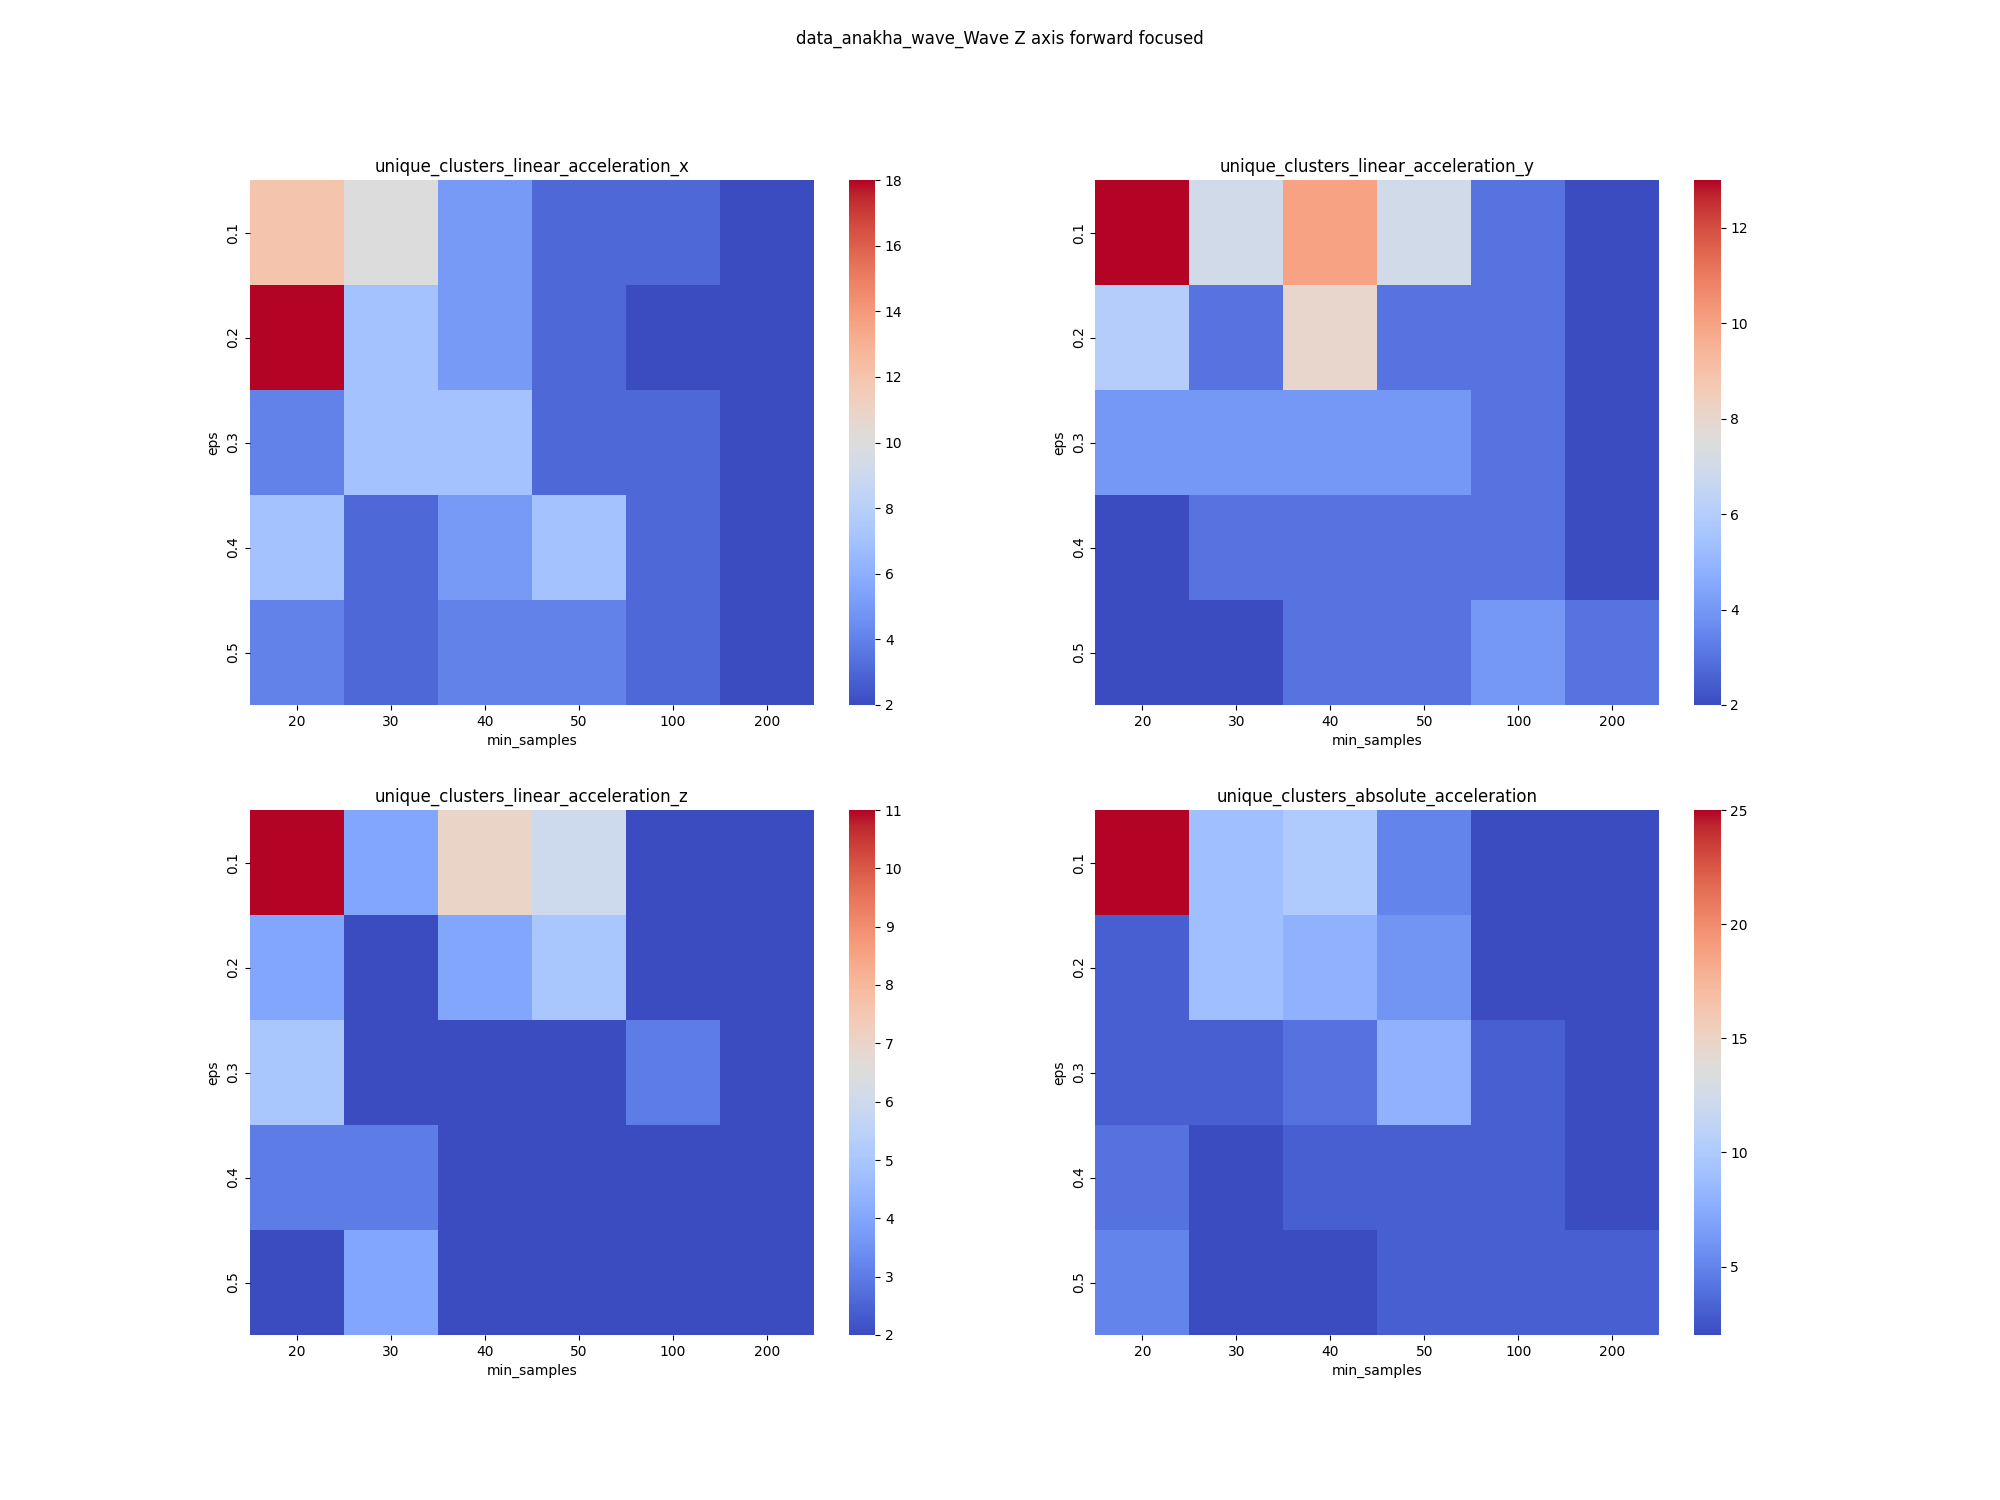 data_anakha_wave_Wave Z axis forward focused
unique_clusters_linear_acceleration_x
eps
0.1
0.2
0.3
0.4
0.5
20 30 40 50 100 200
min_samples
18
16
14
12
10
8
6
4
2
unique_clusters_linear_acceleration_y
eps
0.1
0.2
0.3
0.4
0.5
20 30 40 50 100 200
min_samples
12
10
8
6
4
2
unique_clusters_linear_acceleration_z
eps
0.1
0.2
0.3
0.4
0.5
20 30 40 50 100 200
min_samples
11
10
9
8
7
6
5
4
3
2
unique_clusters_absolute_acceleration
eps
0.1
0.2
0.3
0.4
0.5
20 30 40 50 100 200
min_samples
25
20
15
10
5